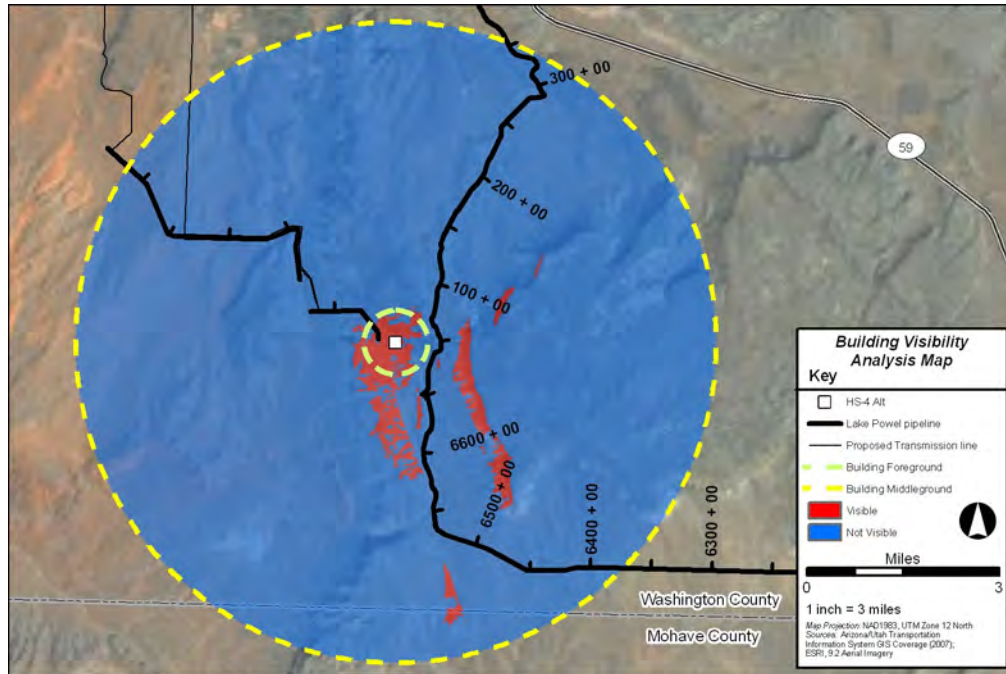 300 + 00
59
200 + 00
100 + 00
6600 + 00
6500 + 00
6400 + 00
6300 + 00
Washington County
Mohave County
Building Visibility
Analysis Map
Key
HS-4 Alt
Lake Powel pipeline
Proposed Transmission line
Building Foreground
Building Middleground
Visible
Not Visible
Miles
0 3
1 inch = 3 miles
Map Projection: NAD1983, UTM Zone 12 North
Sources: Arizona/Utah Transportation
Information System GIS Coverage (2007);
ESRI, 9.2 Aerial Imagery